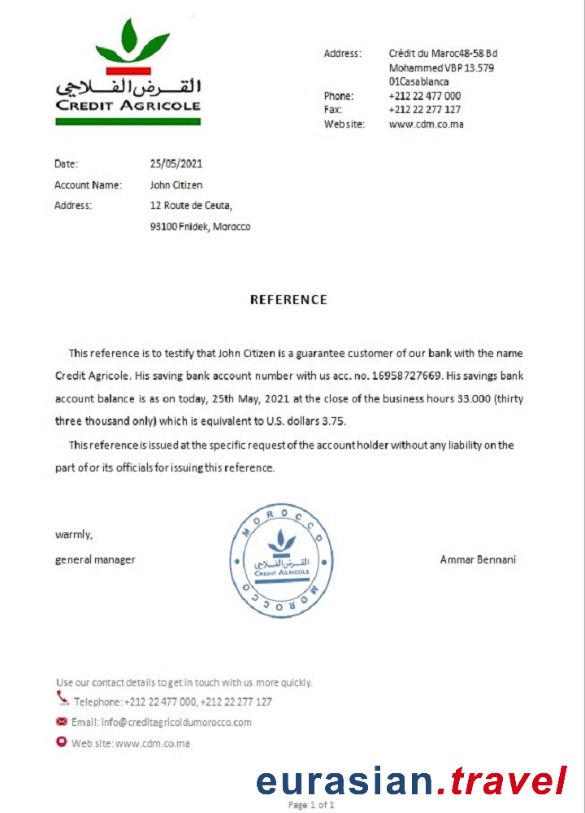 القرض الفلاحي
CREDIT AGRICOLE
Address: Crédit du Maroc48-58 Bd
Mohammed VBP 13.579
01Casablanca
Phone: +212 22 477 000
Fax: +212 22 277 127
Website: www.cdm.co.ma
Date: 25/05/2021
Account Name: John Citizen
Address: 12 Route de Ceuta,
93100 Fnidek, Morocco
REFERENCE
This reference is to testify that John Citizen is a guarantee customer of our bank with the name
Credit Agricole. His saving bank account number with us acc. no. 16958727669. His savings bank
account balance is as on today, 25th May, 2021 at the close of the business hours 33.000 (thirty
three thousand only) which is equivalent to U.S. dollars 3.75.
This reference is issued at the specific request of the account holder without any liability on the
part of or its officials for issuing this reference.
warmly,
general manager
MOROCCO
القرض الفلاحي
CREDIT AGRICOLE
MOROCCO
Ammar Bennani
Use our contact details to get in touch with us more quickly.
Telephone: +212 22 477 000, +212 22 277 127
Email: info@creditagricoldumorocco.com
Web site: www.cdm.co.ma
eurasian.travel
Page 1 of 1